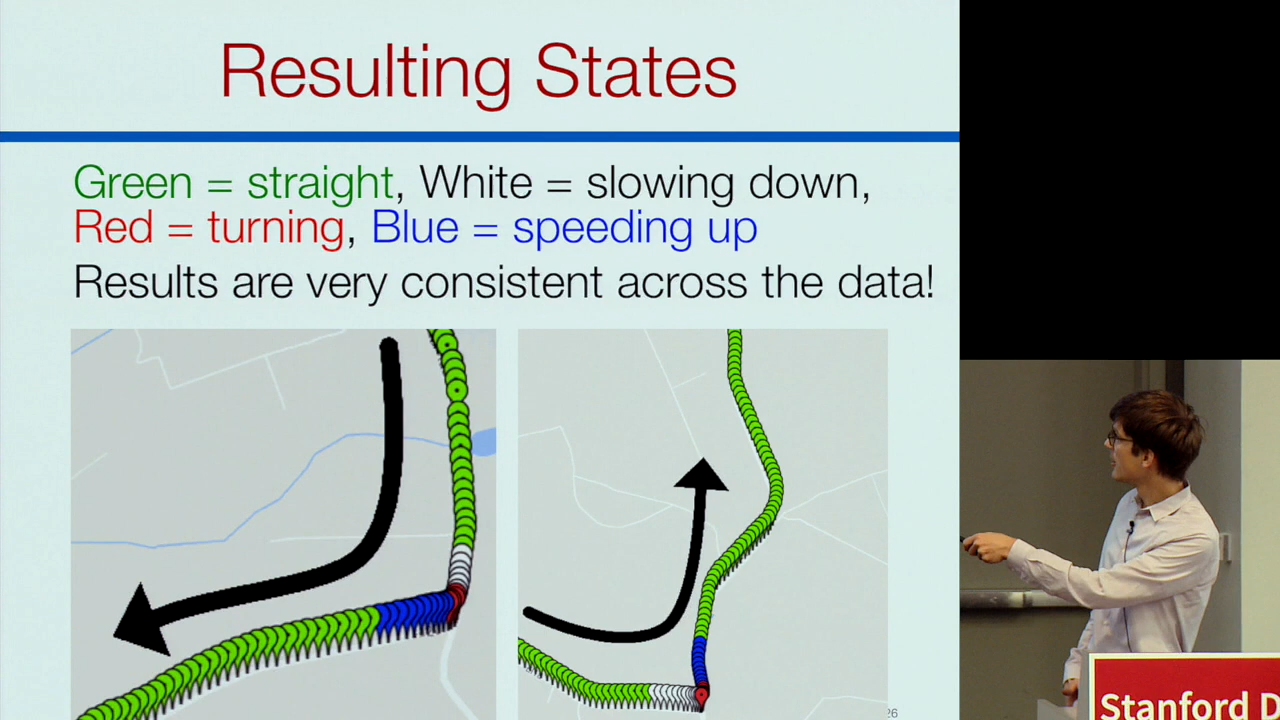 Resulting States
Green = straight, White = slowing down,
Red = turning, Blue = speeding up
Results are very consistent across the data!
26
Stanford D